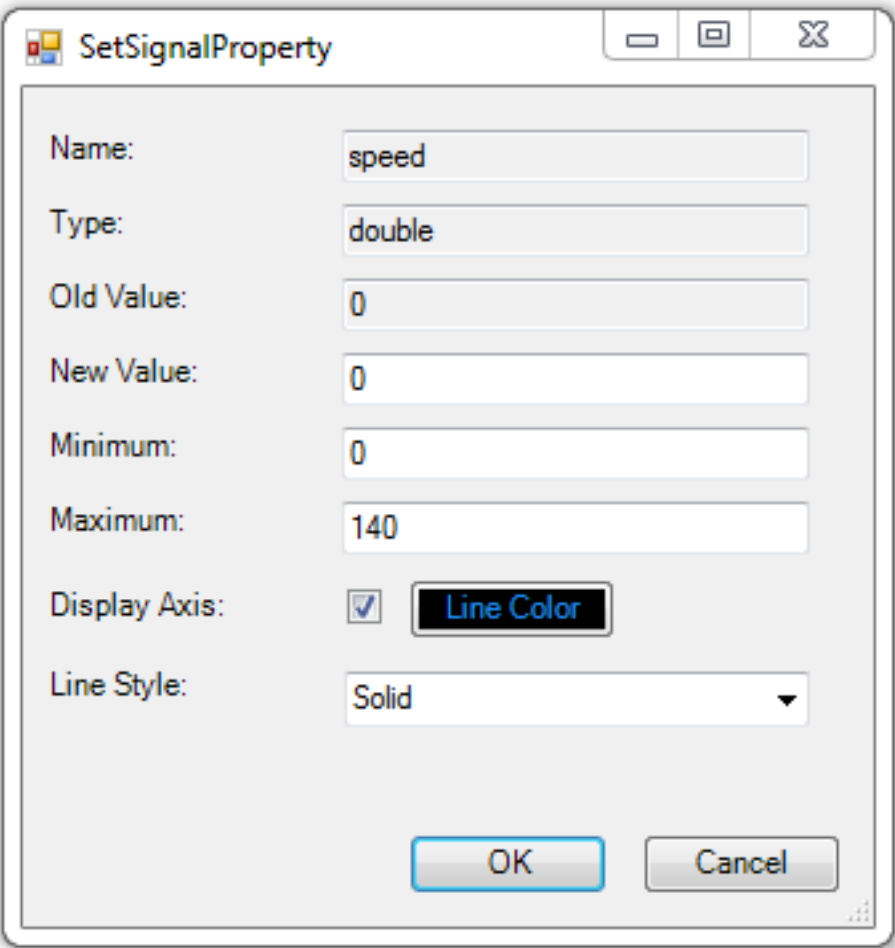 SetSignalProperty
Name: speed
Type: double
Old Value: 0
New Value: 0
Minimum: 0
Maximum: 140
Display Axis: Line Color
Line Style: Solid
OK Cancel